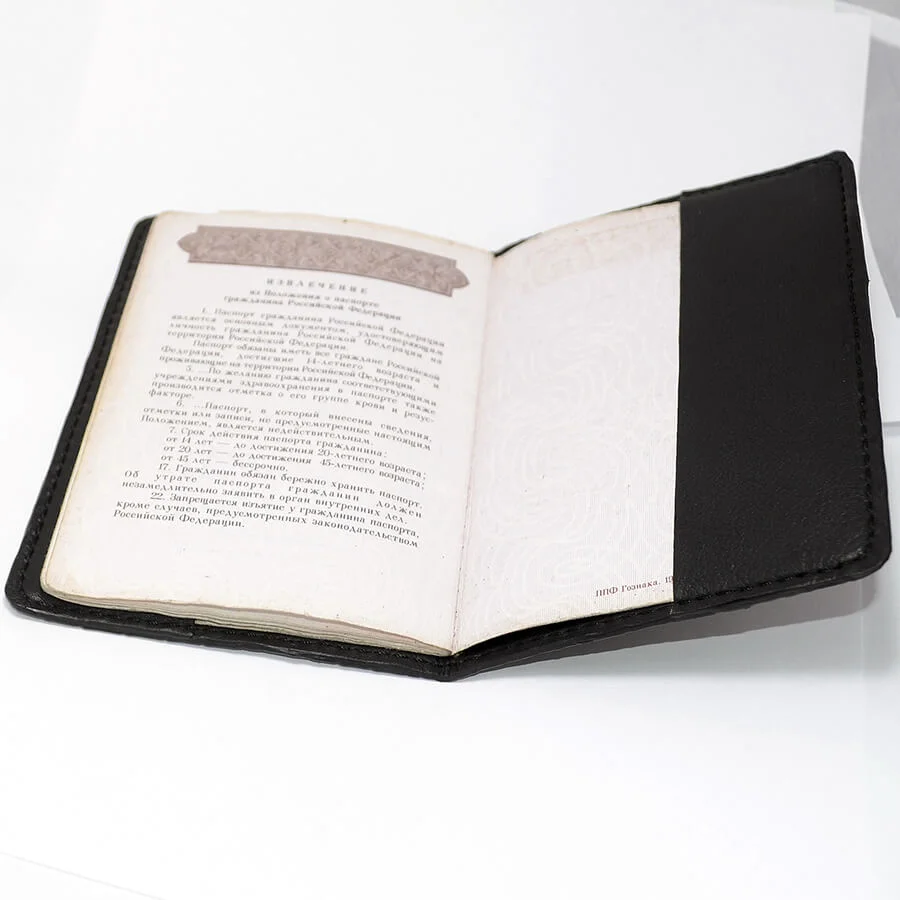 ИЗВЛЕЧЕНИЕ
из Положения о паспорте
гражданина Российской Федерации
1. Паспорт гражданина Российской Федерации
является основным документом, удостоверяющим
личность гражданина Российской Федерации на
территории Российской Федерации.
Паспорт обязаны иметь все граждане Российской
Федерации, достигшие 14-летнего возраста и
проживающие на территории Российской Федерации.
5. ...По желанию гражданина соответствующими
учреждениями здравоохранения в паспорте также
производится отметка о его группе крови и резус-
факторе.
6. ...Паспорт, в который внесены сведения,
отметки или записи, не предусмотренные настоящим
Положением, является недействительным.
7. Срок действия паспорта гражданина:
от 14 лет — до достижения 20-летнего возраста;
от 20 лет — до достижения 45-летнего возраста;
от 45 лет — бессрочно.
17. Гражданин обязан бережно хранить паспорт.
Об утрате паспорта гражданин должен
незамедлительно заявить в орган внутренних дел.
22. Запрещается изъятие у гражданина паспорта,
кроме случаев, предусмотренных законодательством
Российской Федерации.
ППФ Гознака, 19